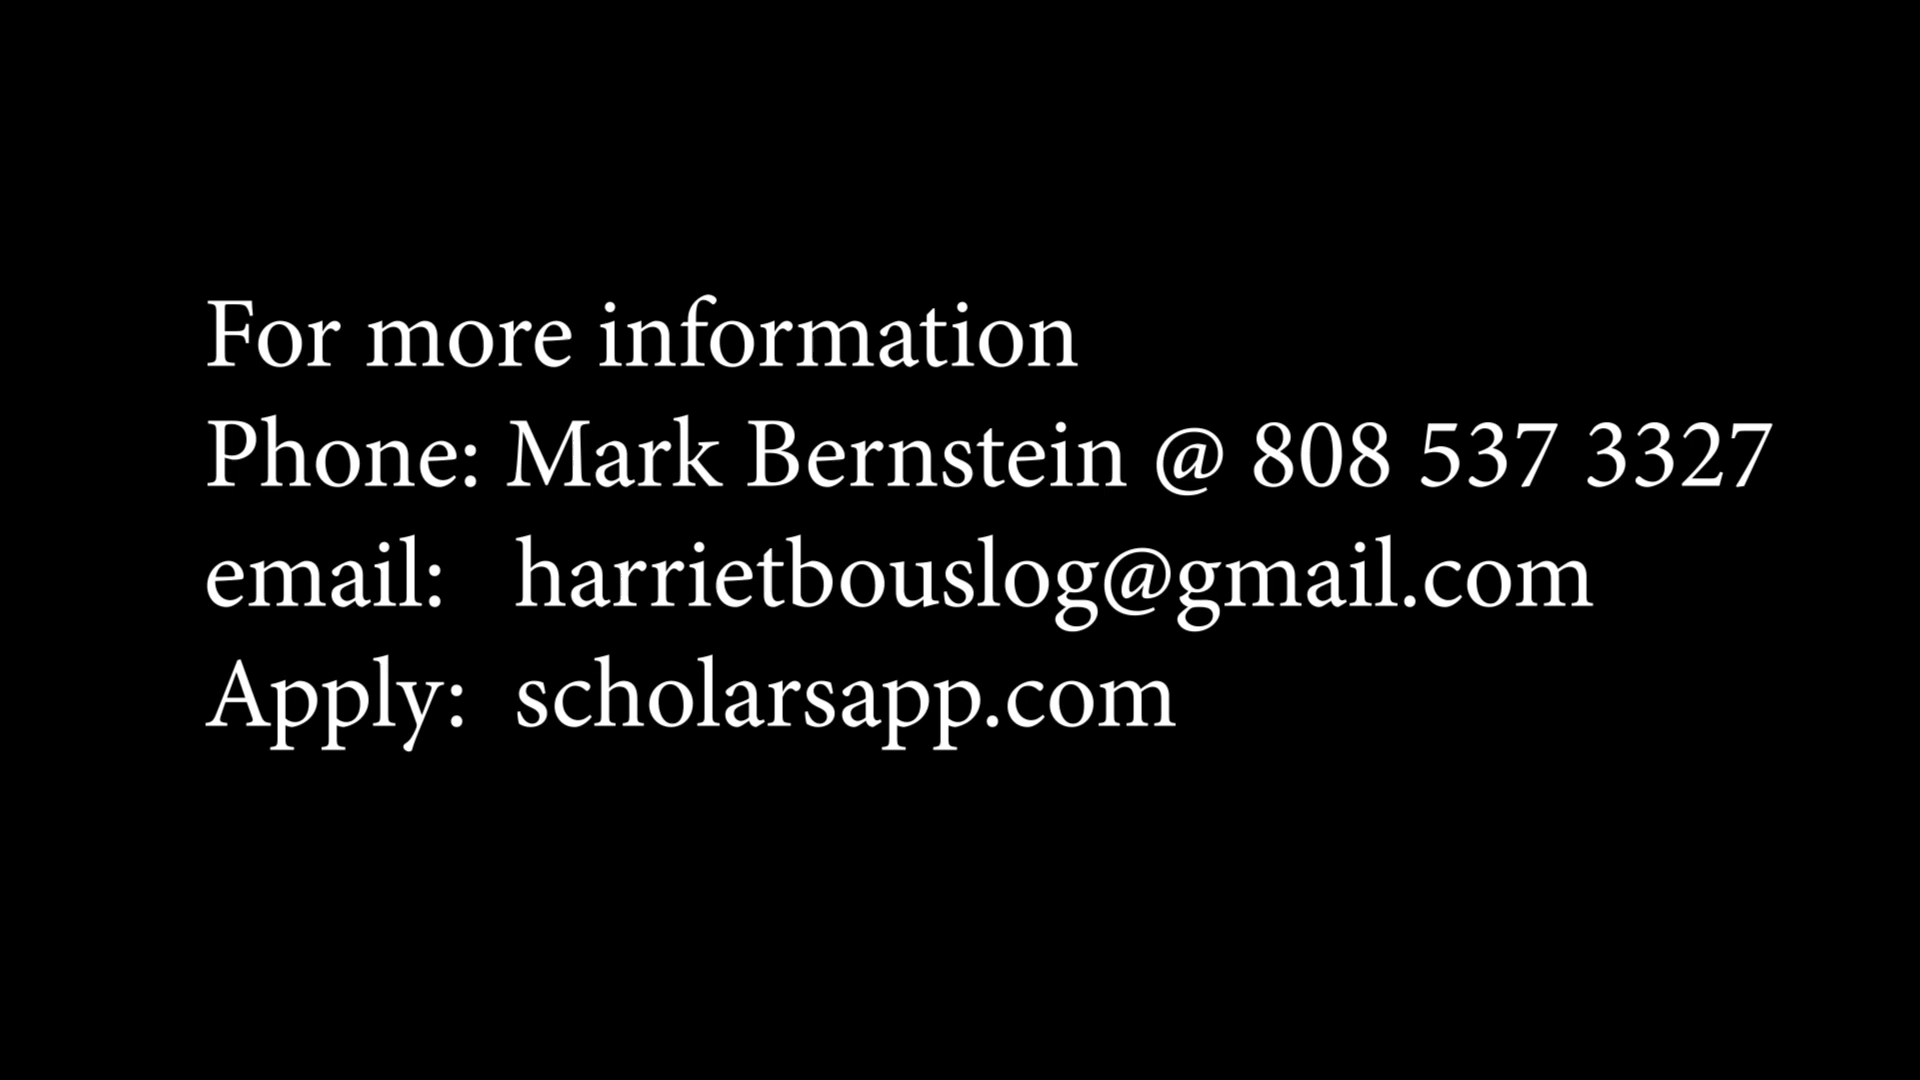 For more information
Phone: Mark Bernstein @ 808 537 3327
email: harrietbouslog@gmail.com
Apply: scholarsapp.com